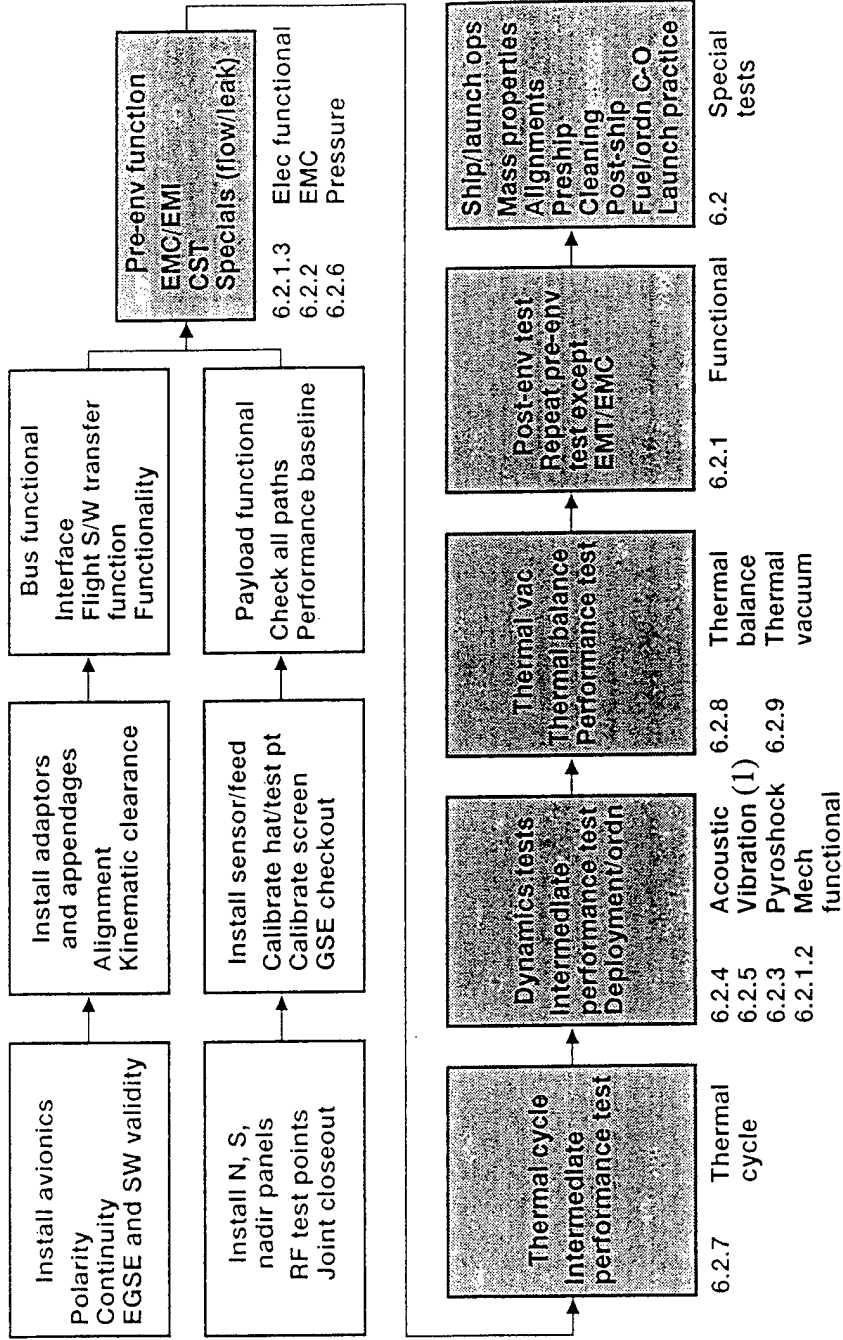 Install avionics
Polarity
Continuity
EGSE and SW validity
Install adaptors
and appendages
Alignment
Kinematic clearance
Bus functional
Interface
Flight S/W transfer
function
Functionality
Install N, S,
nadir panels
RF test points
Joint closeout
Install sensor/feed
Calibrate hat/test pt
Calibrate screen
GSE checkout
Payload functional
Check all paths
Performance baseline
Pre-env function
EMC/EMI
CST
Specials (flow/leak)
6.2.1.3 Elec functional
6.2.2 EMC
6.2.6 Pressure
Thermal cycle
Intermediate
performance test
6.2.7 Thermal
cycle
Dynamics tests
Intermediate
performance test
Deployment/ordn
6.2.4 Acoustic
6.2.5 Vibration (1)
6.2.3 Pyroshock
6.2.1.2 Mech
functional
Thermal vac.
Thermal balance
Performance test
6.2.8 Thermal
balance
6.2.9 Thermal
vacuum
Post-env test
Repeat pre-env
test except
EMT/EMC
6.2.1 Functional
Ship/launch ops
Mass properties
Alignments
Preship
Cleaning
Post-ship
Fuel/ordn C-O
Launch practice
6.2 Special
tests